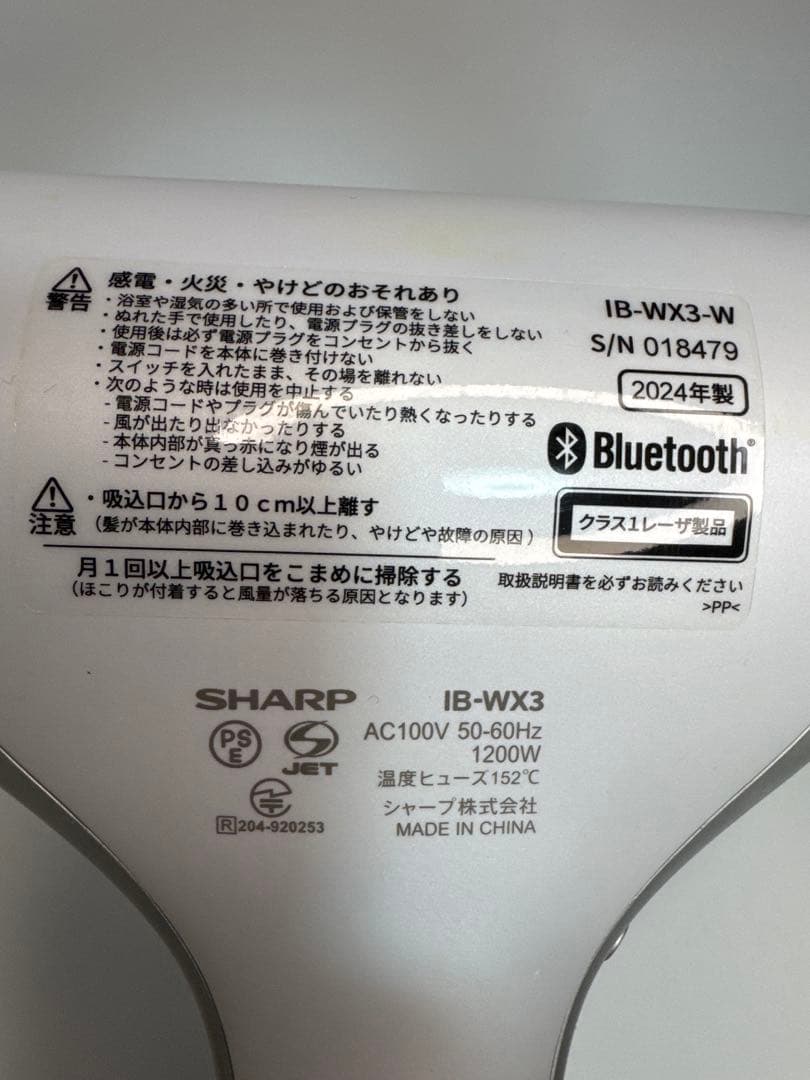 警告
感電・火災・やけどのおそれあり
・浴室や湿気の多い所で使用および保管をしない
・ぬれた手で使用したり、電源プラグの抜き差しをしない
・使用後は必ず電源プラグをコンセントから抜く
・電源コードを本体に巻き付けない
・スイッチを入れたまま、その場を離れない
・次のような時は使用を中止する
- 電源コードやプラグが傷んでいたり熱くなったりする
- 風が出たり出なかったりする
- 本体内部が真っ赤になり煙が出る
- コンセントの差し込みがゆるい
IB-WX3-W
S/N 018479
2024年製
Bluetooth®
クラス1レーザ製品
注意
・吸込口から10cm以上離す
(髪が本体内部に巻き込まれたり、やけどや故障の原因)
月1回以上吸込口をこまめに掃除する
(ほこりが付着すると風量が落ちる原因となります)
取扱説明書を必ずお読みください
>PP<
SHARP IB-WX3
PSE
JET
AC100V 50-60Hz
1200W
温度ヒューズ152℃
シャープ株式会社
MADE IN CHINA
R 204-920253